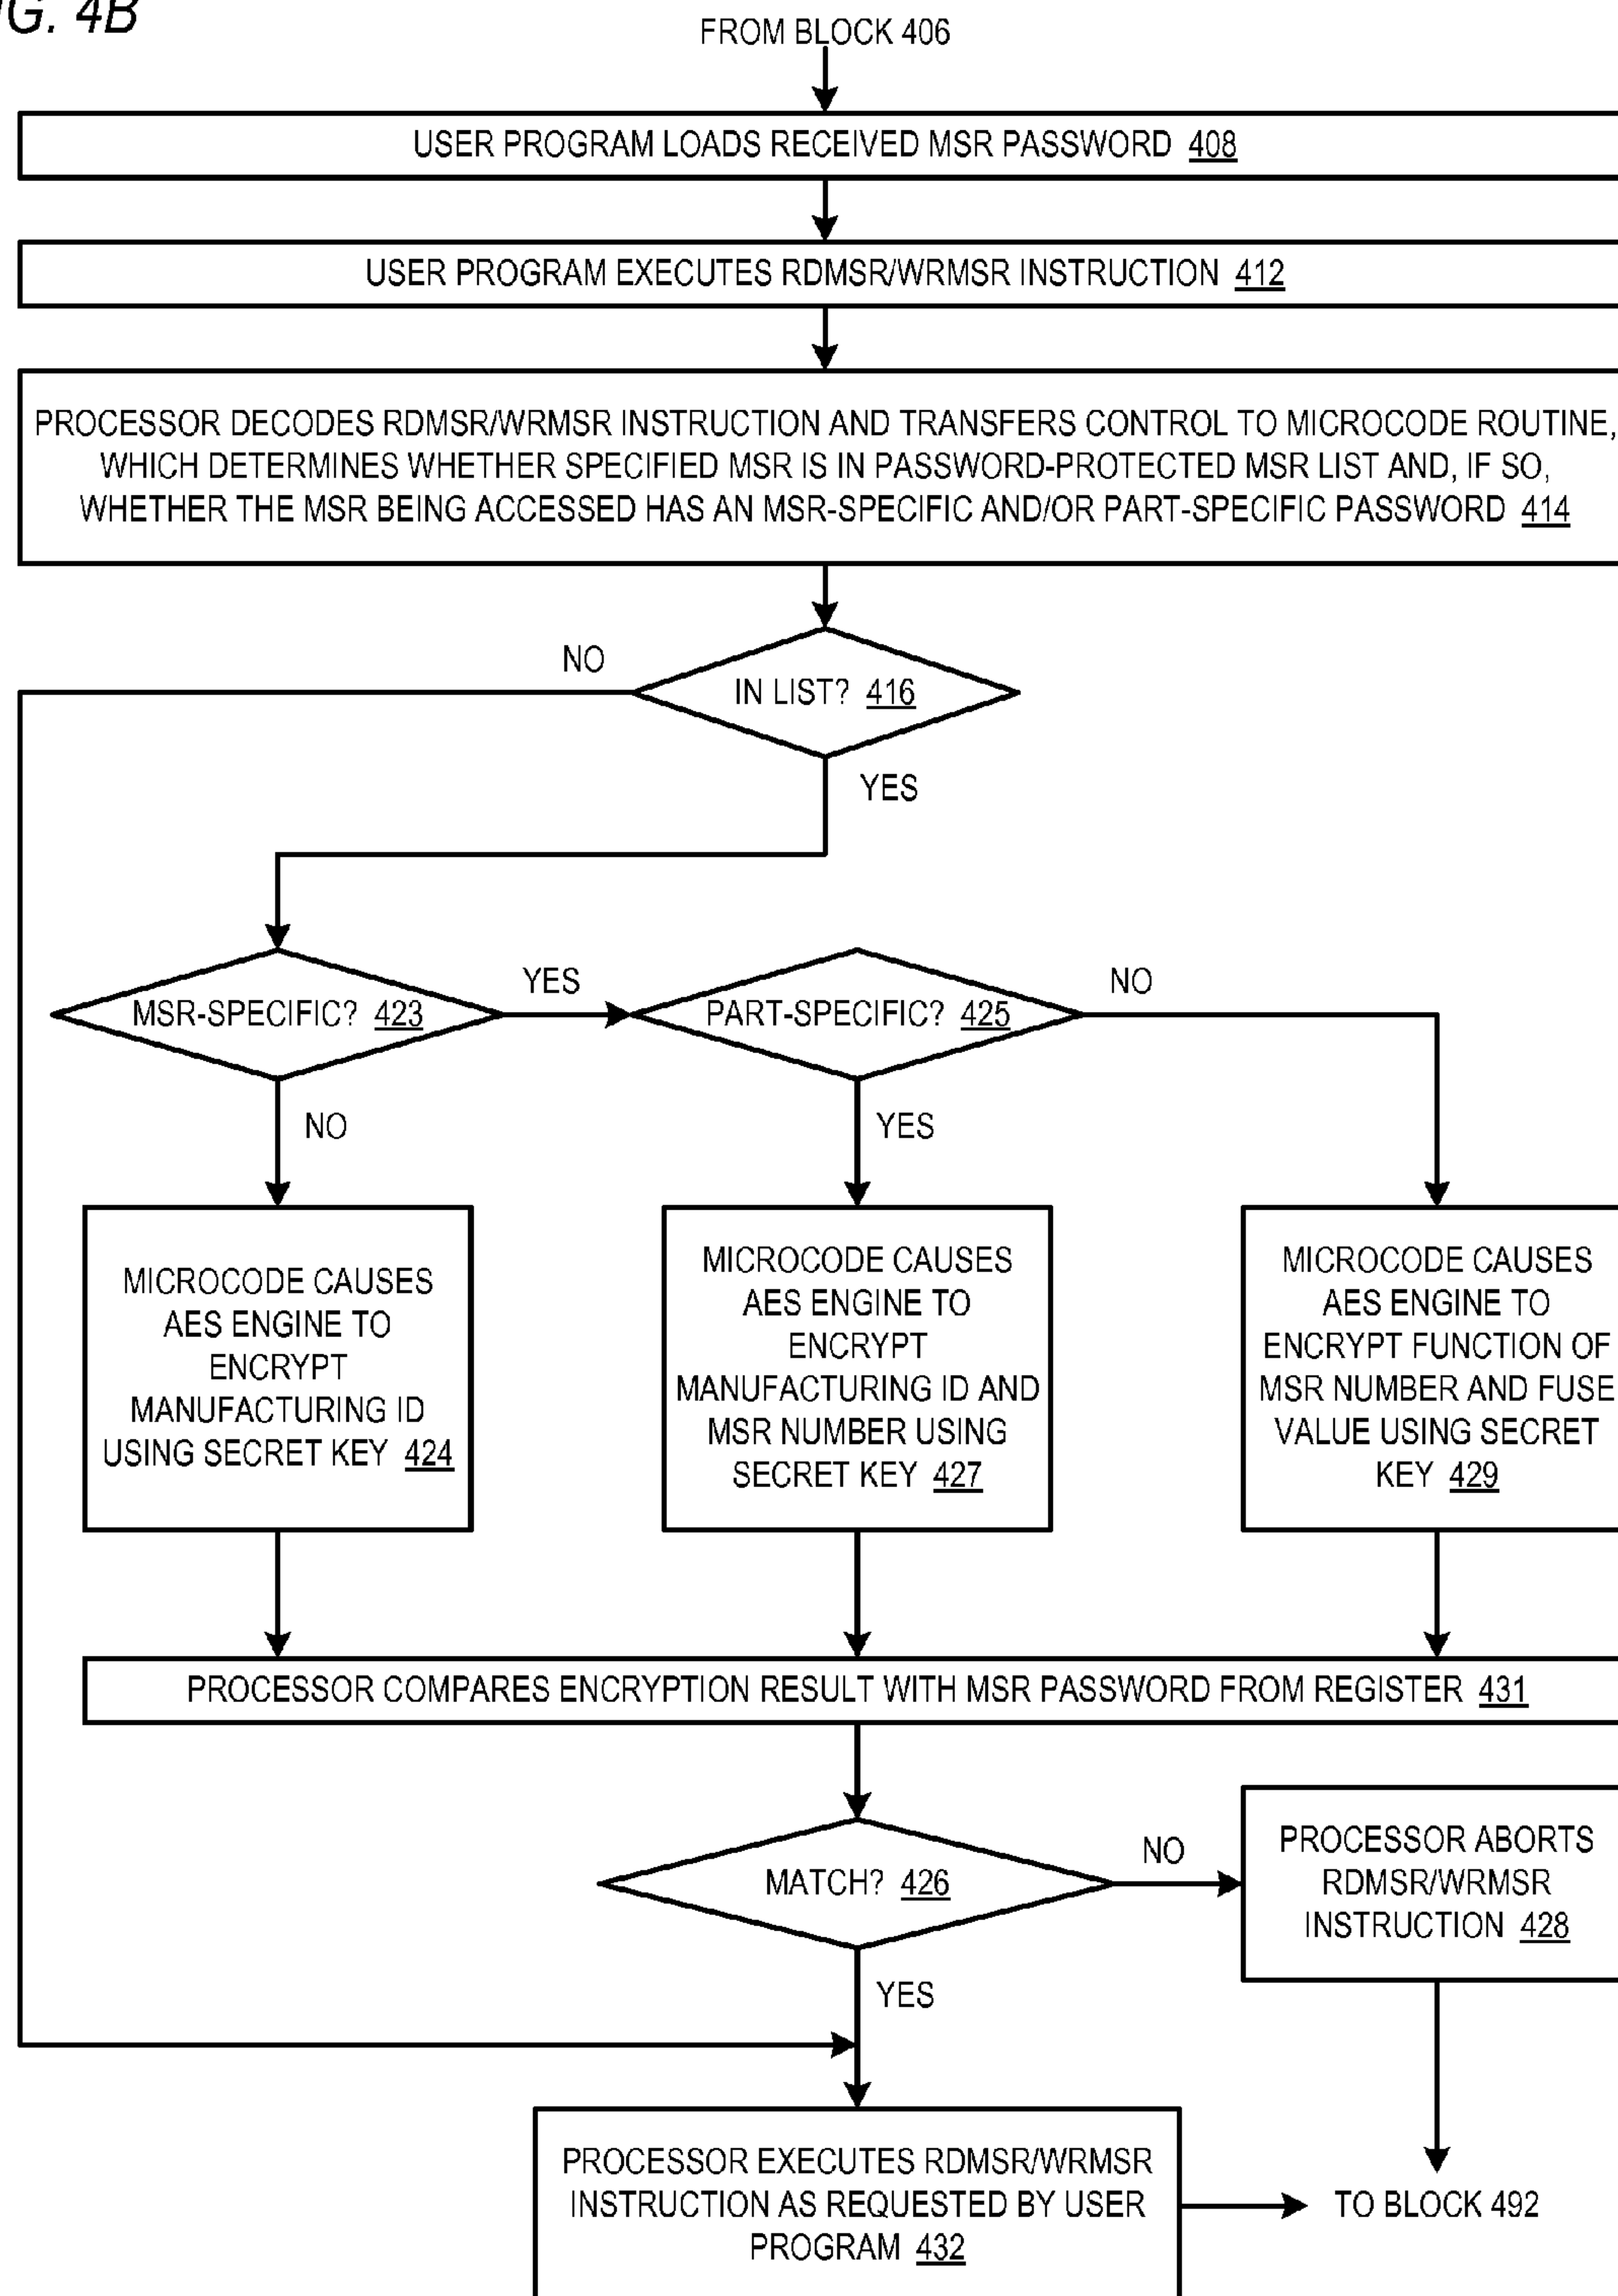 FIG. 4B
FROM BLOCK 406
USER PROGRAM LOADS RECEIVED MSR PASSWORD 408
USER PROGRAM EXECUTES RDMSR/WRMSR INSTRUCTION 412
PROCESSOR DECODES RDMSR/WRMSR INSTRUCTION AND TRANSFERS CONTROL TO MICROCODE ROUTINE,
WHICH DETERMINES WHETHER SPECIFIED MSR IS IN PASSWORD-PROTECTED MSR LIST AND, IF SO,
WHETHER THE MSR BEING ACCESSED HAS AN MSR-SPECIFIC AND/OR PART-SPECIFIC PASSWORD 414
NO
IN LIST? 416
YES
MSR-SPECIFIC? 423
YES
PART-SPECIFIC? 425
NO
NO
YES
MICROCODE CAUSES
AES ENGINE TO
ENCRYPT
MANUFACTURING ID
USING SECRET KEY 424
MICROCODE CAUSES
AES ENGINE TO
ENCRYPT
MANUFACTURING ID AND
MSR NUMBER USING
SECRET KEY 427
MICROCODE CAUSES
AES ENGINE TO
ENCRYPT FUNCTION OF
MSR NUMBER AND FUSE
VALUE USING SECRET
KEY 429
PROCESSOR COMPARES ENCRYPTION RESULT WITH MSR PASSWORD FROM REGISTER 431
MATCH? 426
NO
PROCESSOR ABORTS
RDMSR/WRMSR
INSTRUCTION 428
YES
PROCESSOR EXECUTES RDMSR/WRMSR
INSTRUCTION AS REQUESTED BY USER
PROGRAM 432
TO BLOCK 492